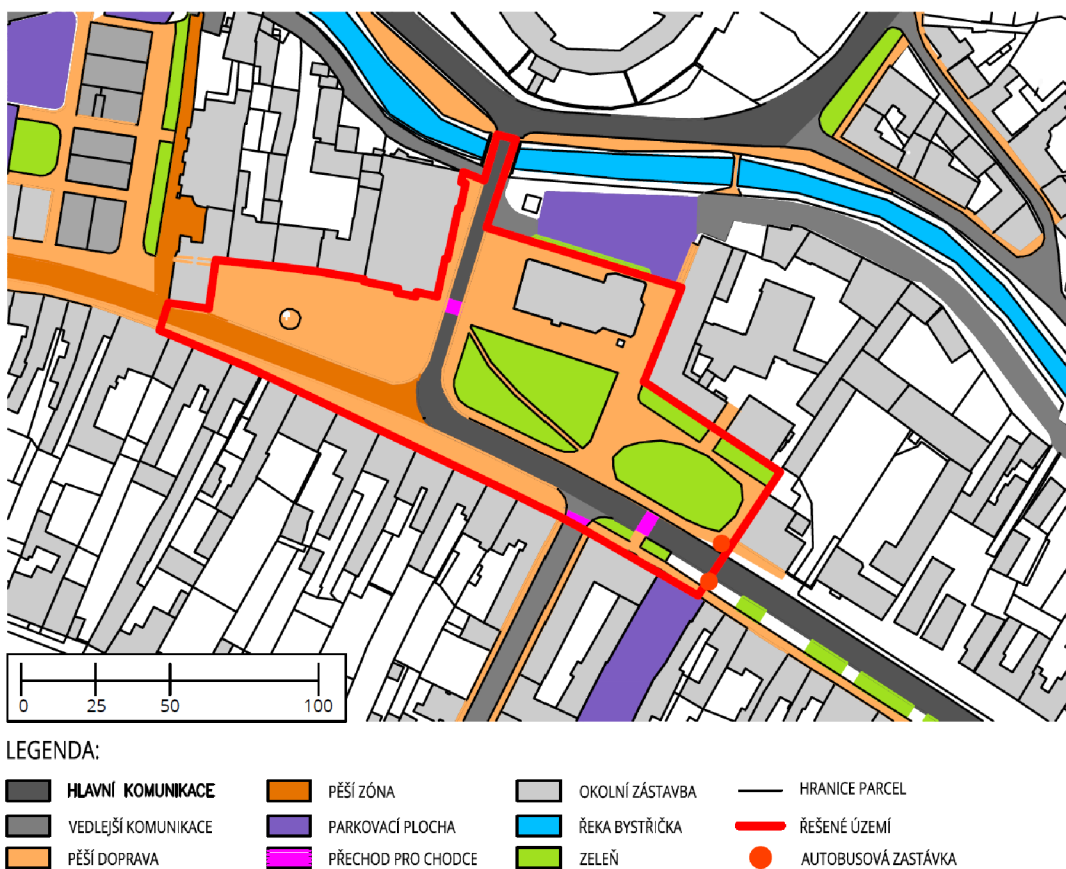 0 25 50 100
LEGENDA:
HLAVNÍ KOMUNIKACE PĚŠÍ ZÓNA OKOLNÍ ZÁSTAVBA HRANICE PARCEL
VEDLEJŠÍ KOMUNIKACE PARKOVACÍ PLOCHA ŘEKA BYSTŘIČKA ŘEŠENÉ ÚZEMÍ
PĚŠÍ DOPRAVA PŘECHOD PRO CHODCE ZELEŇ AUTOBUSOVÁ ZASTÁVKA